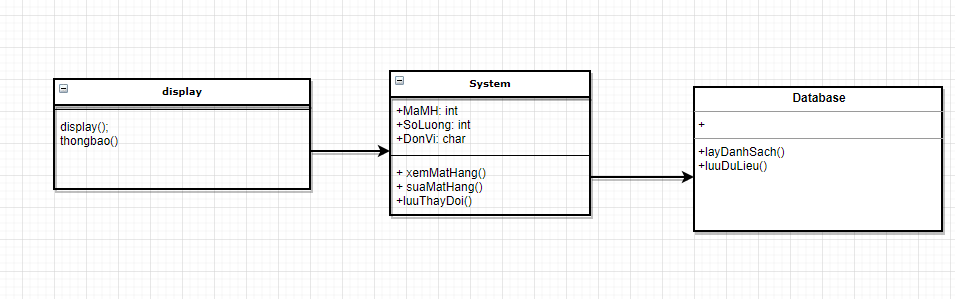 display
display();
thongbao()
System
+MaMH: int
+SoLuong: int
+DonVi: char
+ xemMatHang()
+ suaMatHang()
+luuThayDoi()
Database
+
+layDanhSach()
+luuDuLieu()